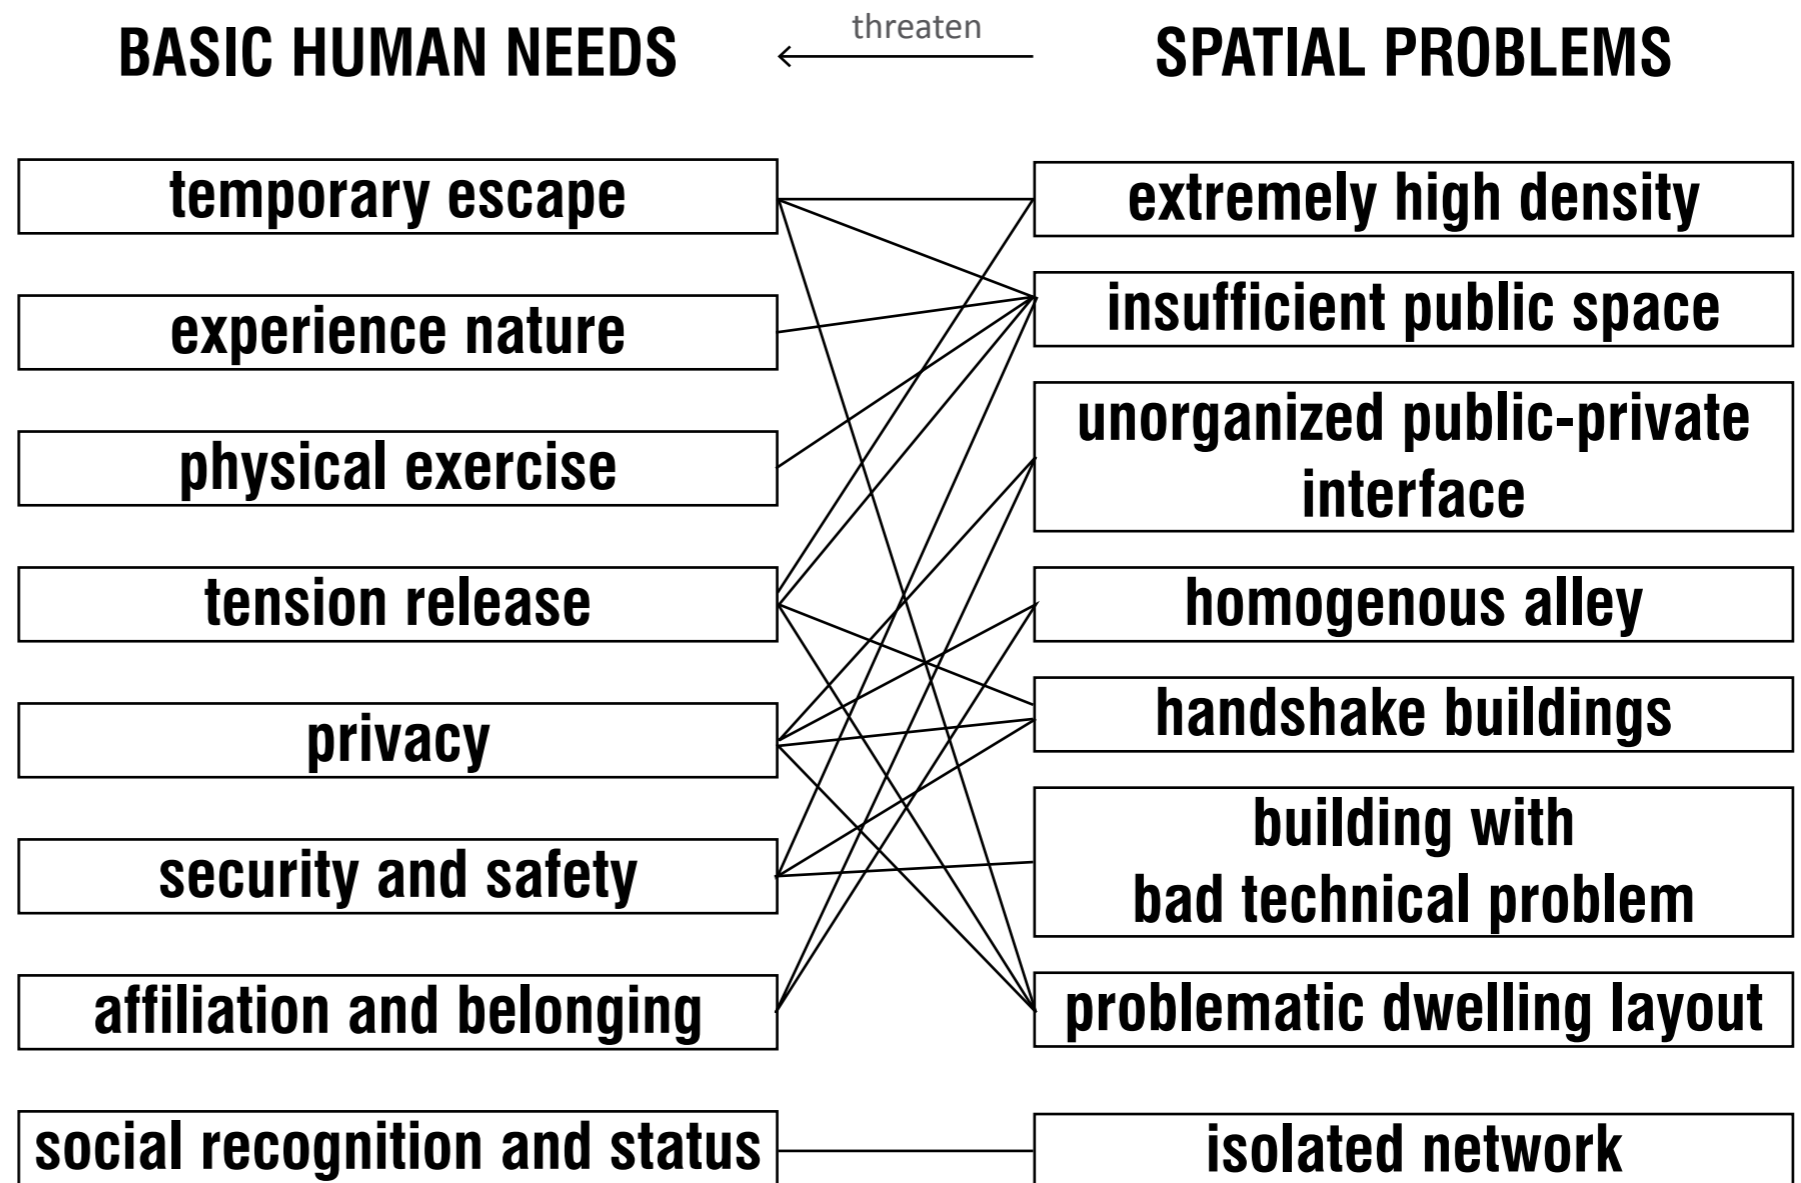 BASIC HUMAN NEEDS
threaten
SPATIAL PROBLEMS
temporary escape
experience nature
physical exercise
tension release
privacy
security and safety
affiliation and belonging
social recognition and status
extremely high density
insufficient public space
unorganized public-private
interface
homogenous alley
handshake buildings
building with
bad technical problem
problematic dwelling layout
isolated network